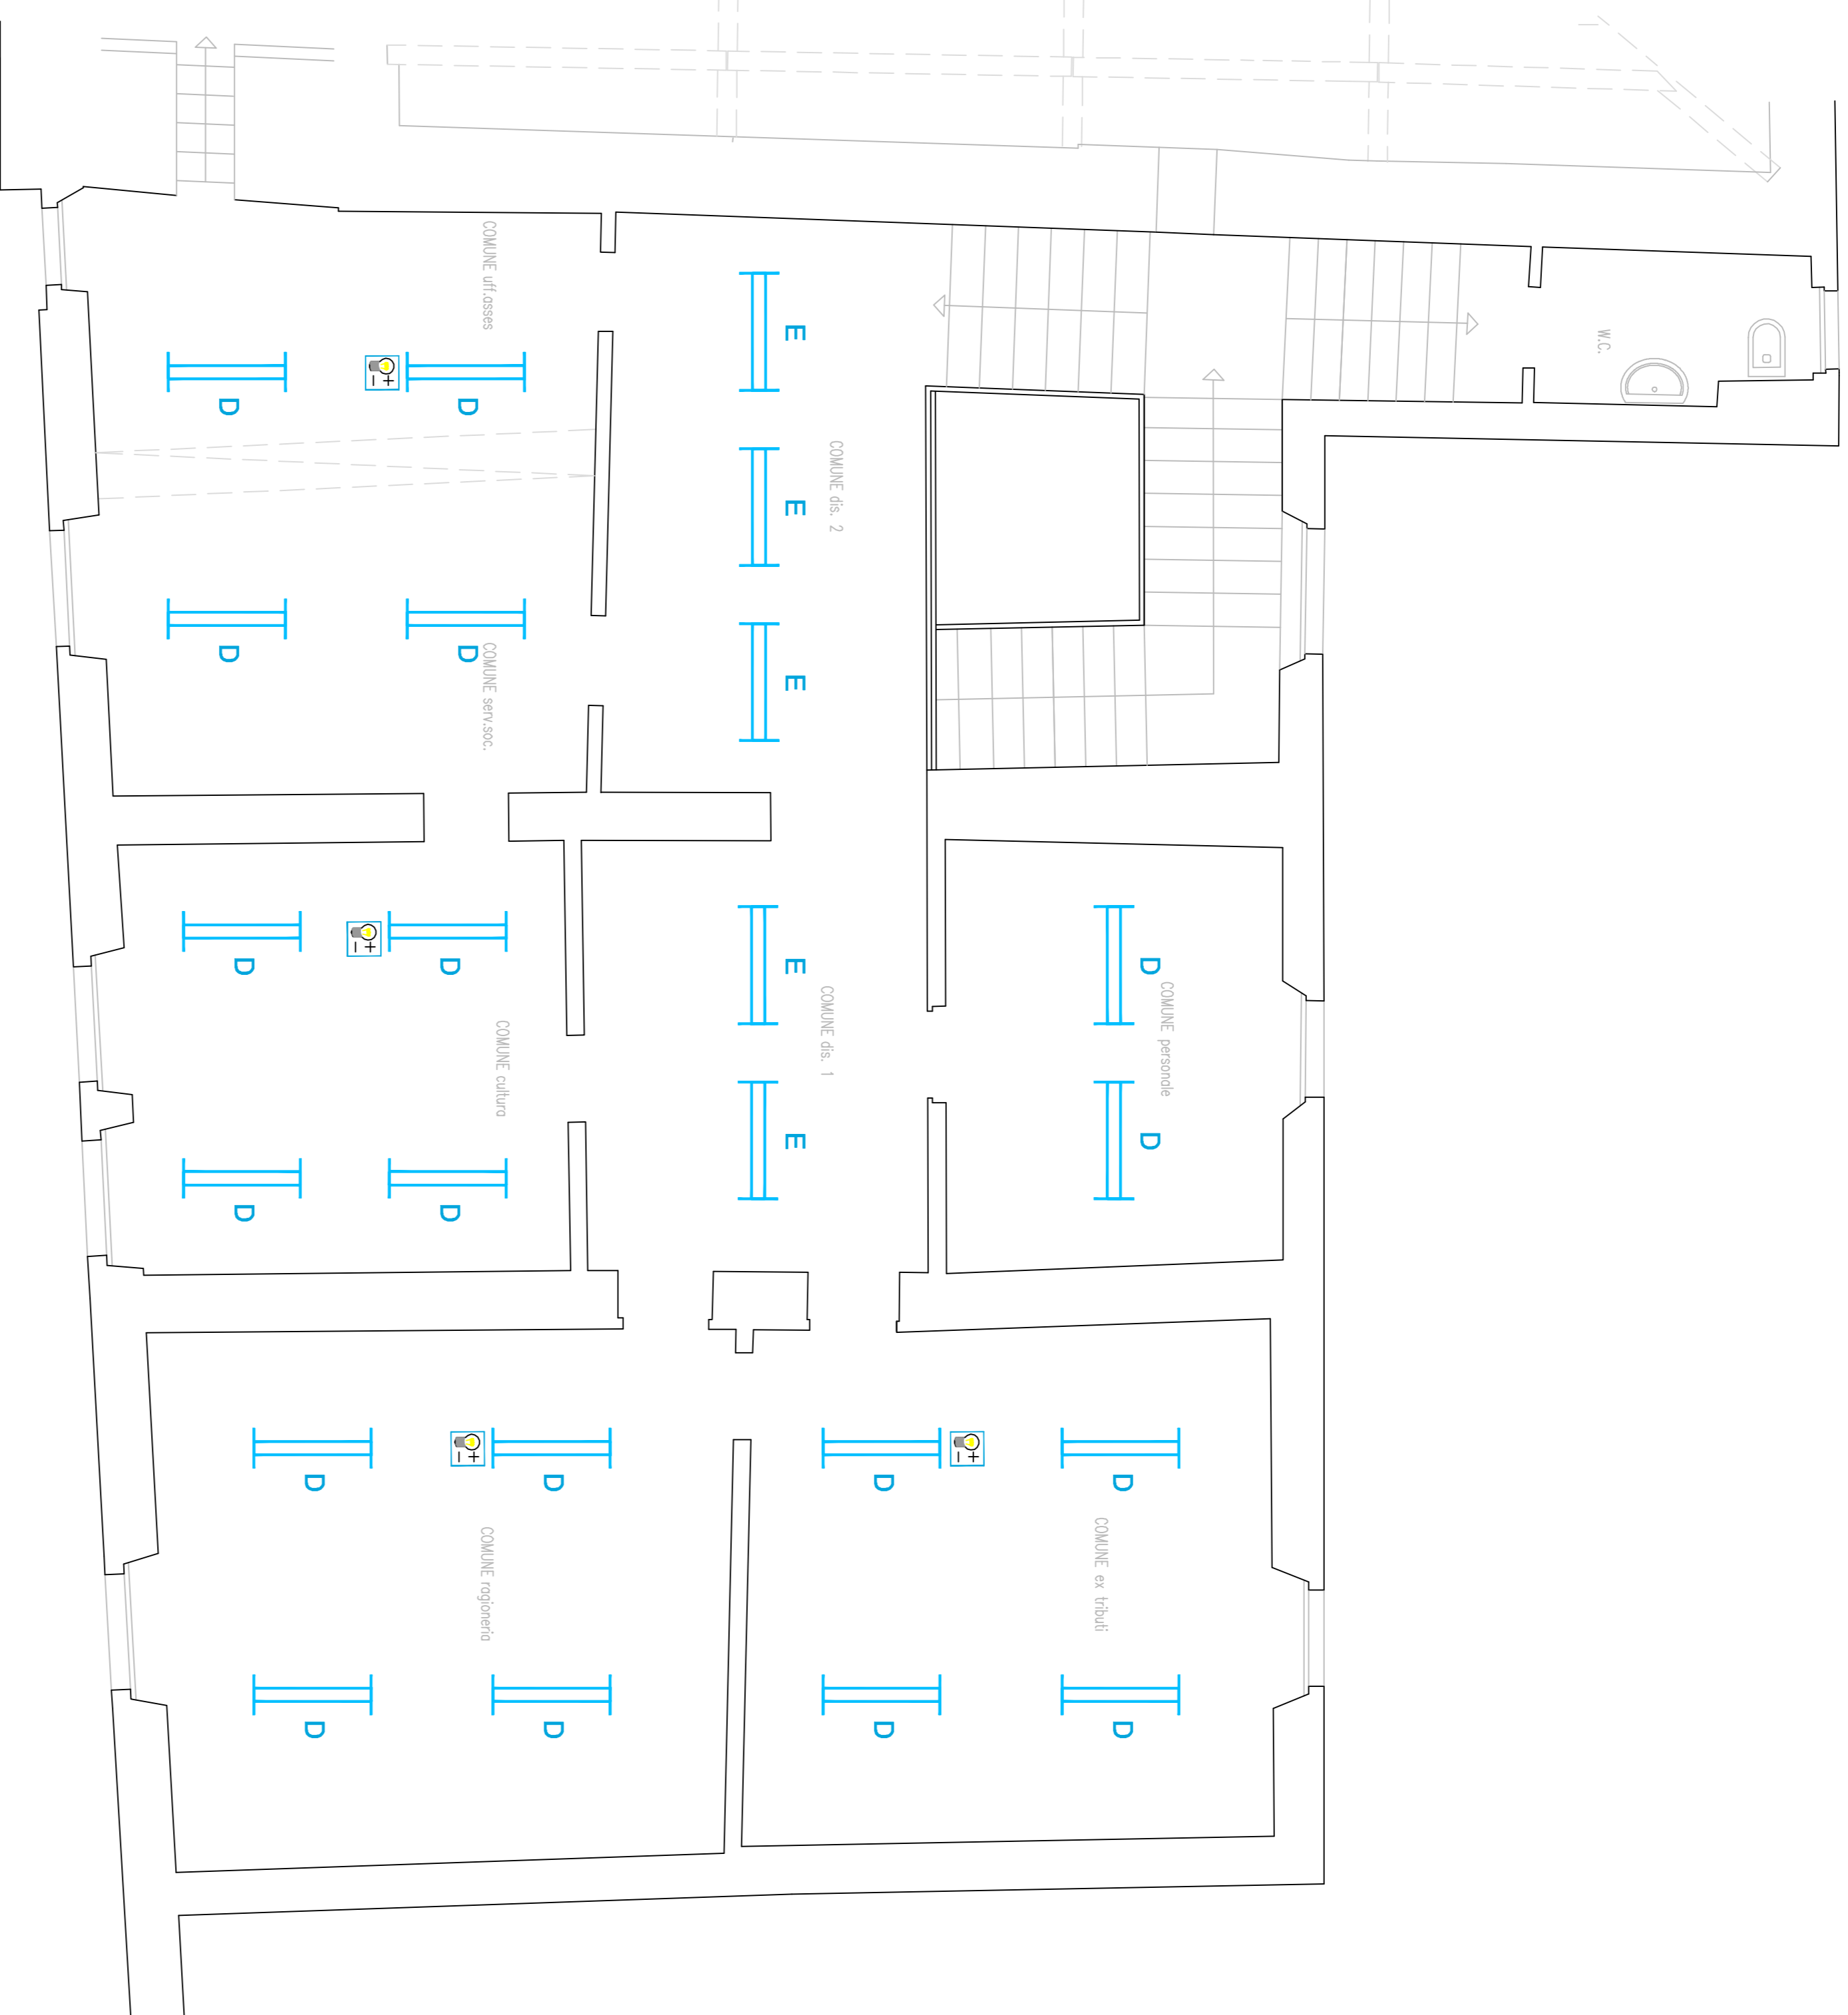 COMUNE uff.asses
E
W.C.
D
D
COMUNE dis. 2
E
D
D
COMUNE serv.soc.
E
D
D
E
D
COMUNE dis. 1
COMUNE personale
COMUNE cultura
E
D
D
D
D
D
D
D
COMUNE ragioneria
COMUNE ex tributi
D
D
D
D
+
−
+
−
+
−
+
−